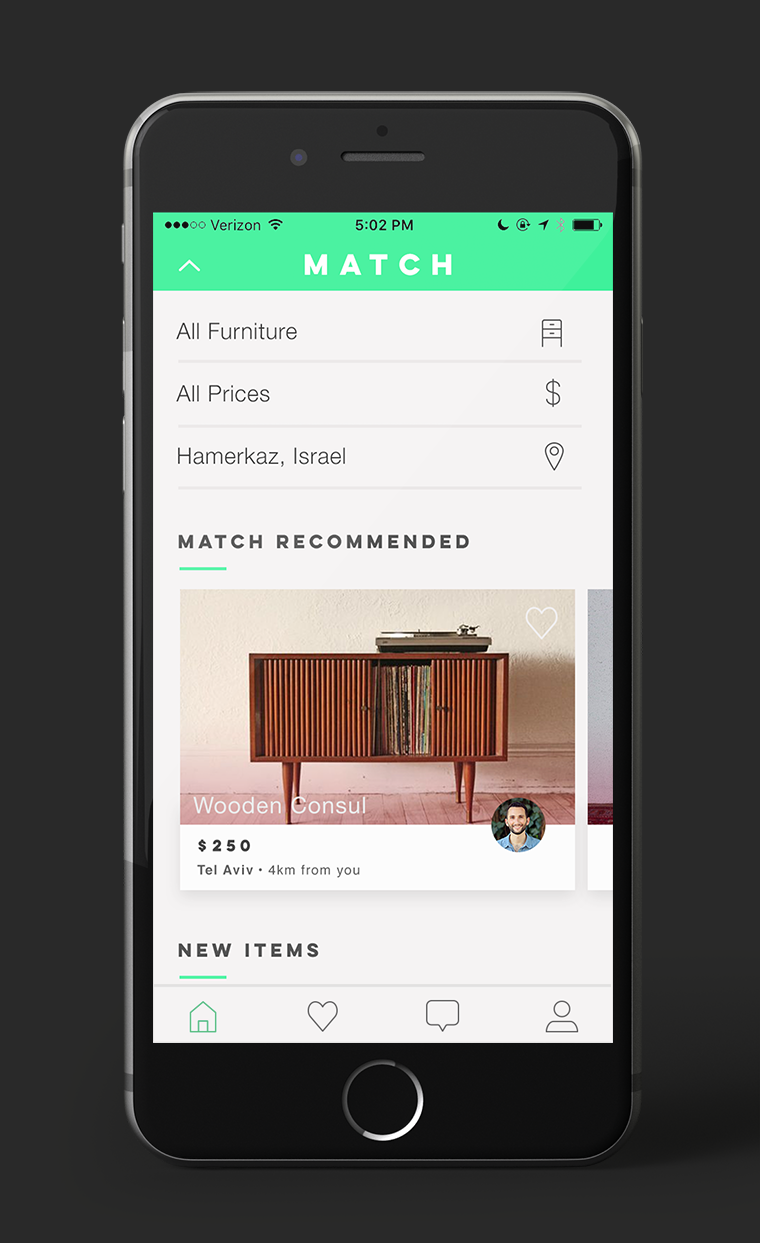 Verizon 5:02 PM
MATCH
All Furniture
All Prices
$
Hamerkaz, Israel
MATCH RECOMMENDED
Wooden Consul
$250
Tel Aviv • 4km from you
NEW ITEMS